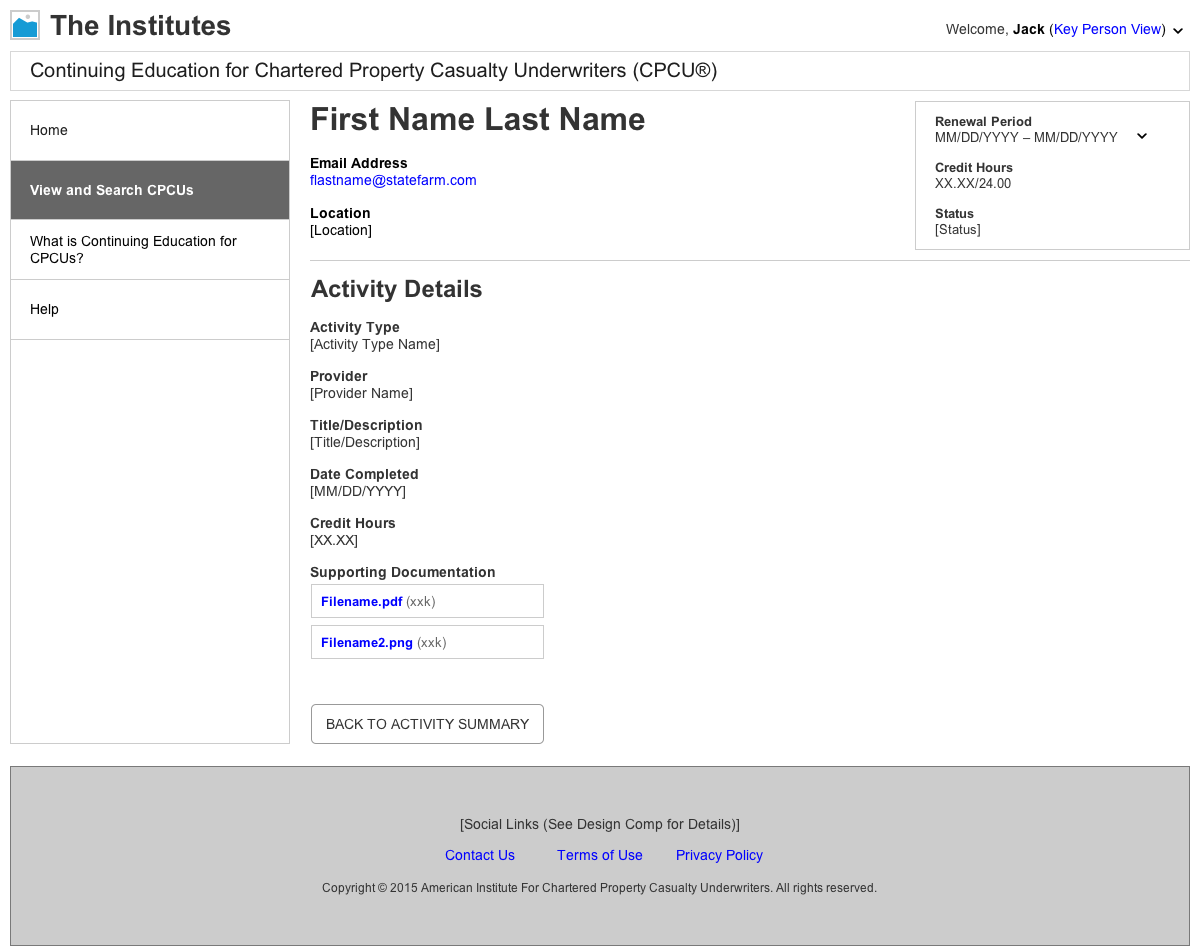 The Institutes
Welcome, Jack (Key Person View)
Continuing Education for Chartered Property Casualty Underwriters (CPCU®)
Home
View and Search CPCUs
What is Continuing Education for
CPCUs?
Help
First Name Last Name
Email Address
flastname@statefarm.com
Location
[Location]
Renewal Period
MM/DD/YYYY – MM/DD/YYYY
Credit Hours
XX.XX/24.00
Status
[Status]
Activity Details
Activity Type
[Activity Type Name]
Provider
[Provider Name]
Title/Description
[Title/Description]
Date Completed
[MM/DD/YYYY]
Credit Hours
[XX.XX]
Supporting Documentation
Filename.pdf (xxk)
Filename2.png (xxk)
BACK TO ACTIVITY SUMMARY
[Social Links (See Design Comp for Details)]
Contact Us Terms of Use Privacy Policy
Copyright © 2015 American Institute For Chartered Property Casualty Underwriters. All rights reserved.